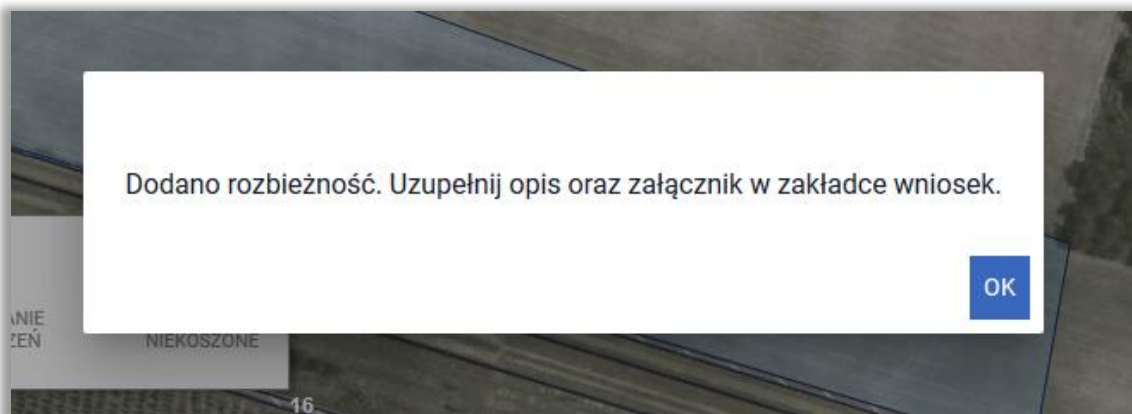 Dodano rozbieżność. Uzupełnij opis oraz załącznik w zakładce wniosek.
OK
NIEKOSZONE
16